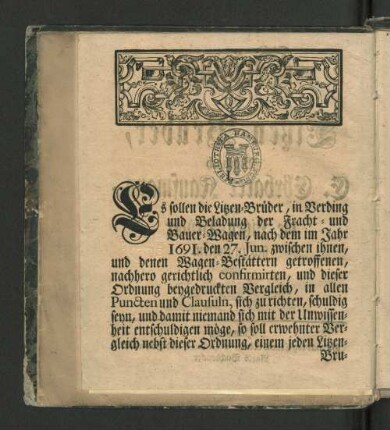 Es sollen die Litzen-Brüder, in Verding
und Beladung der Fracht- und
Bauer-Wagen, nach dem im Jahr
1691. den 27. Jun. zwischen ihnen,
und denen Wagen-Bestättern getroffenen,
nachhero gerichtlich confirmirten, und dieser
Ordnung beygedruckten Vergleich, in allen
Puncten und Clausuln, sich zu richten, schuldig
seyn, und damit niemand sich mit der Unwissen-
heit entschuldigen möge, so soll erwehnter Ver-
gleich nebst dieser Ordnung, einem jeden Litzen-
Brü-